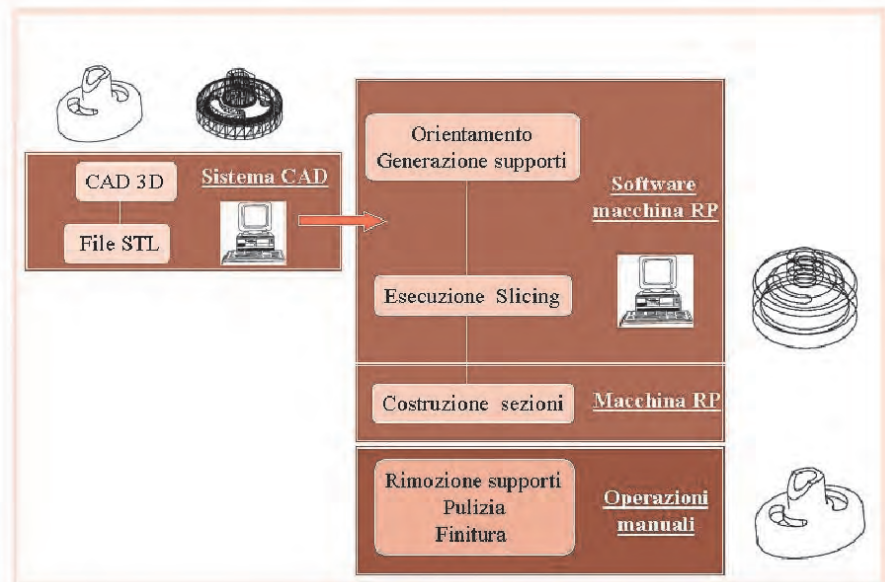 CAD 3D
Sistema CAD
File STL
Orientamento
Generazione supporti
Software
macchina RP
Esecuzione Slicing
Costruzione sezioni
Macchina RP
Rimozione supporti
Pulizia
Finitura
Operazioni
manuali